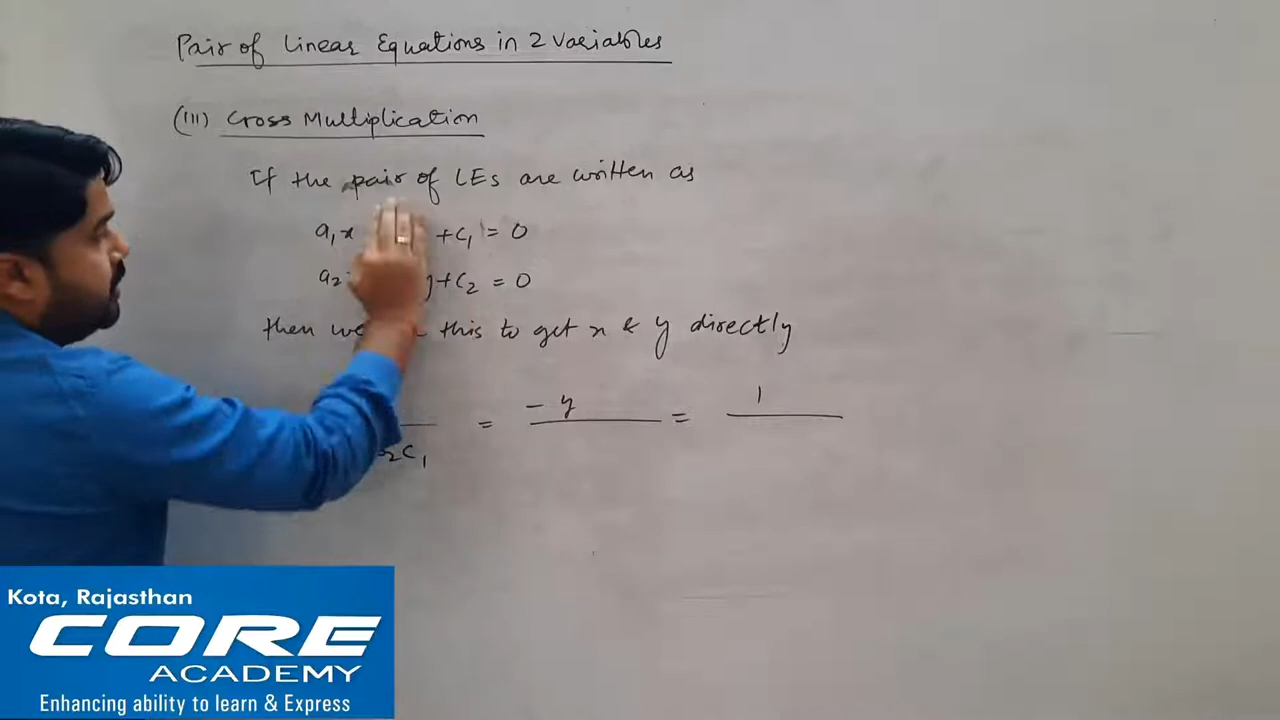 Pair of Linear Equations in 2 Variables
(III) Cross Multiplication
If the pair of LEs are written as
a₁x +c₁ = 0
a₂ y+c₂ = 0
then we this to get x & y directly
= - y = 1
₂c₁
Kota, Rajasthan
CORE
ACADEMY
Enhancing ability to learn & Express